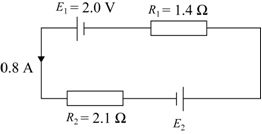 E₁ = 2.0 V
R₁ = 1.4 Ω
0.8 A
R₂ = 2.1 Ω
E₂